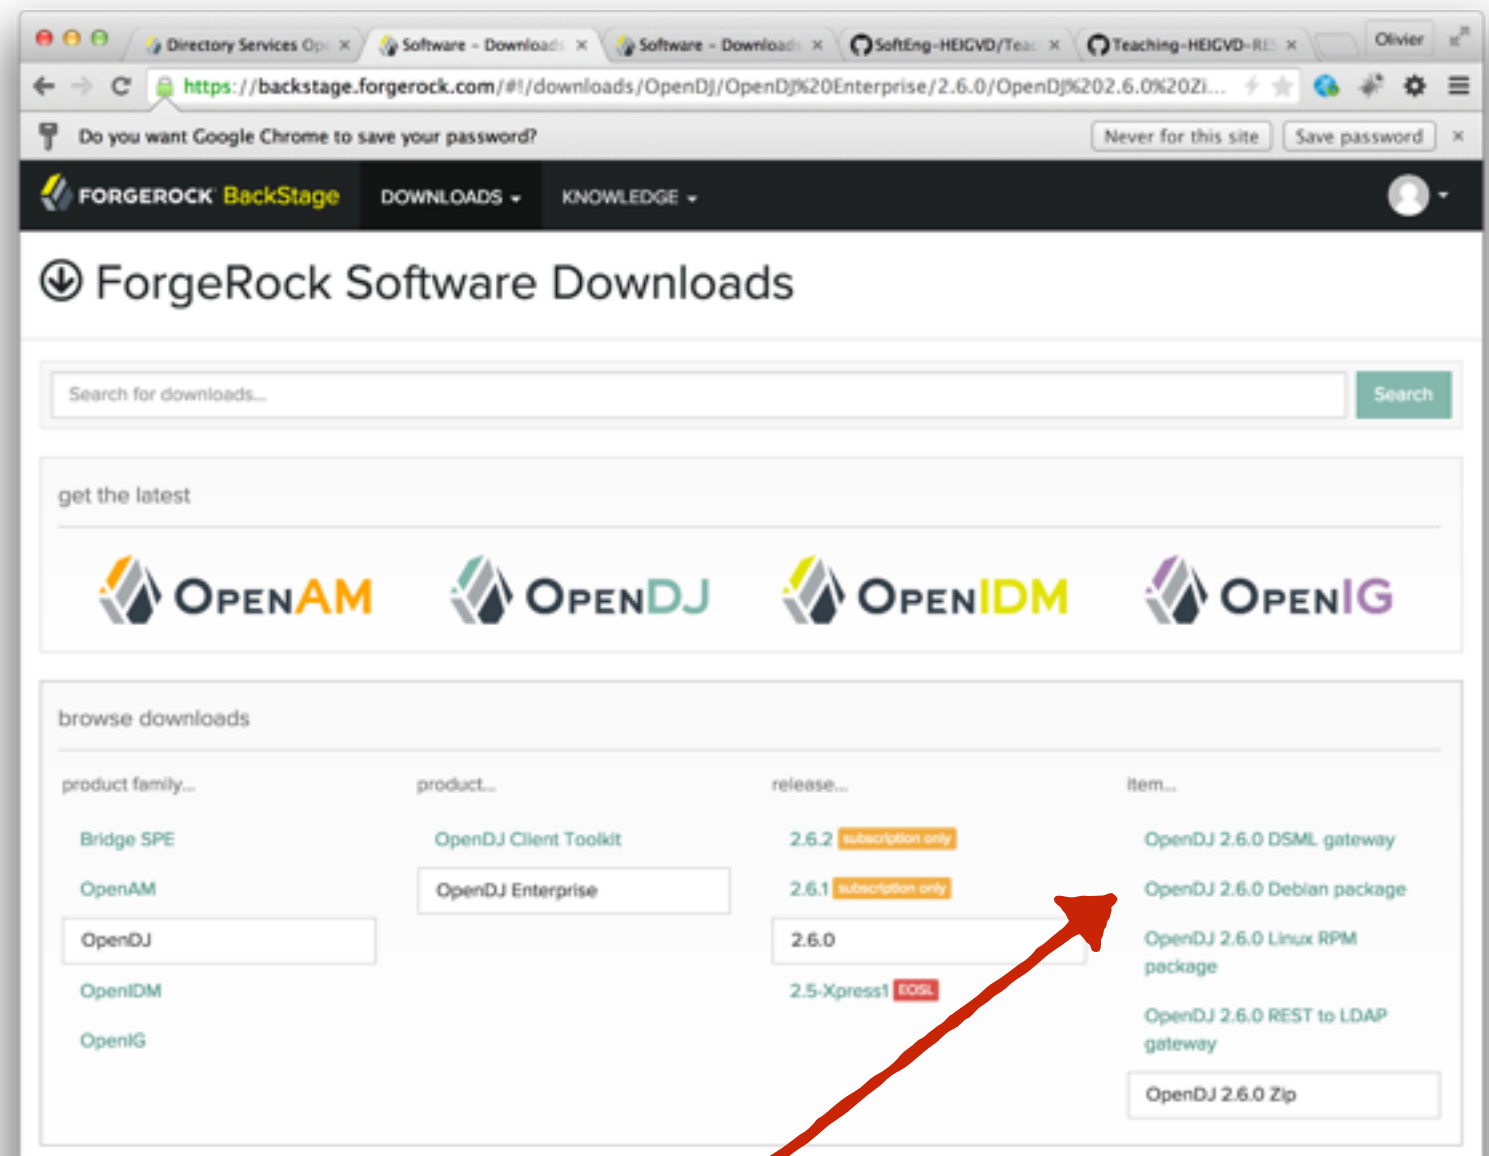 Directory Services Op
Software – Downloads
Software – Downloads
SoftEng-HEIGVD/Teac
Teaching-HEIGVD-RES
Olivier
https://backstage.forgerock.com/#!/downloads/OpenDJ/OpenDJ%20Enterprise/2.6.0/OpenDJ%202.6.0%20Zi...
Do you want Google Chrome to save your password?
Never for this site
Save password
FORGEROCK BackStage
DOWNLOADS
KNOWLEDGE
ForgeRock Software Downloads
Search for downloads...
Search
get the latest
OPENAM
OPENDJ
OPENIDM
OPENIG
browse downloads
product family...
Bridge SPE
OpenAM
OpenDJ
OpenIDM
OpenIG
product...
OpenDJ Client Toolkit
OpenDJ Enterprise
release...
2.6.2 subscription only
2.6.1 subscription only
2.6.0
2.5-Xpress1 EOSL
item...
OpenDJ 2.6.0 DSML gateway
OpenDJ 2.6.0 Debian package
OpenDJ 2.6.0 Linux RPM
package
OpenDJ 2.6.0 REST to LDAP
gateway
OpenDJ 2.6.0 Zip